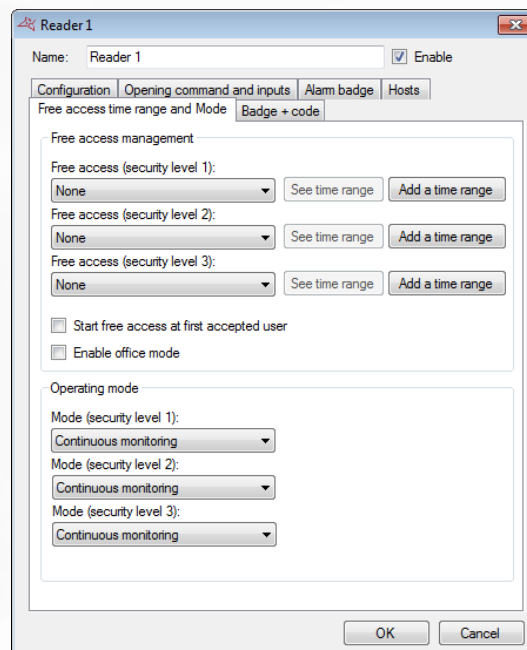 Reader 1
Name: Reader 1 Enable
Configuration Opening command and inputs Alarm badge Hosts
Free access time range and Mode Badge + code
Free access management
Free access (security level 1):
None See time range Add a time range
Free access (security level 2):
None See time range Add a time range
Free access (security level 3):
None See time range Add a time range
Start free access at first accepted user
Enable office mode
Operating mode
Mode (security level 1):
Continuous monitoring
Mode (security level 2):
Continuous monitoring
Mode (security level 3):
Continuous monitoring
OK Cancel